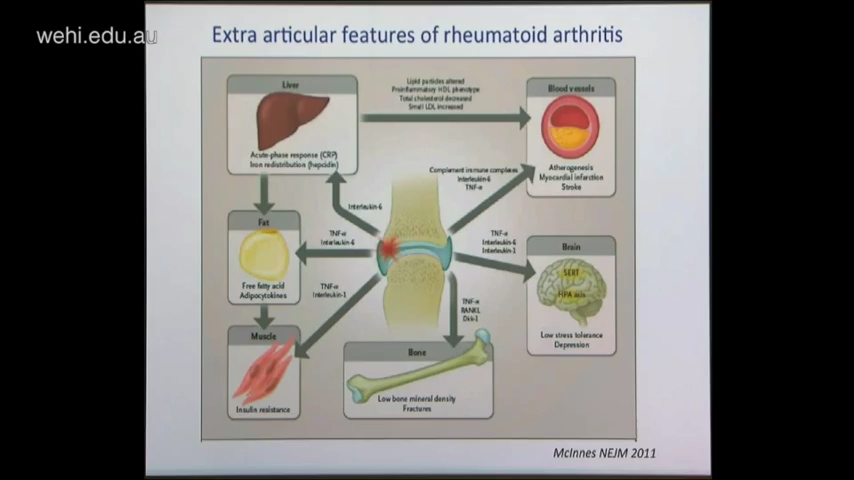 wehi.edu.au
Extra articular features of rheumatoid arthritis
Liver
Acute-phase response (CRP)
Iron redistribution (hepcidin)
Lipid particles altered
Proinflammatory HDL phenotype
Total cholesterol decreased
Small LDL increased
Blood vessels
Atherogenesis
Myocardial infarction
Stroke
Complement immune complexes
Interleukin-6
TNF-α
Interleukin-6
Fat
Free fatty acid
Adipocytokines
TNF-α
Interleukin-6
TNF-α
Interleukin-6
Interleukin-1
Brain
SERT
HPA axis
Low stress tolerance
Depression
TNF-α
Interleukin-1
TNF-α
RANKL
Dkk-1
Muscle
Insulin resistance
Bone
Low bone mineral density
Fractures
McInnes NEJM 2011